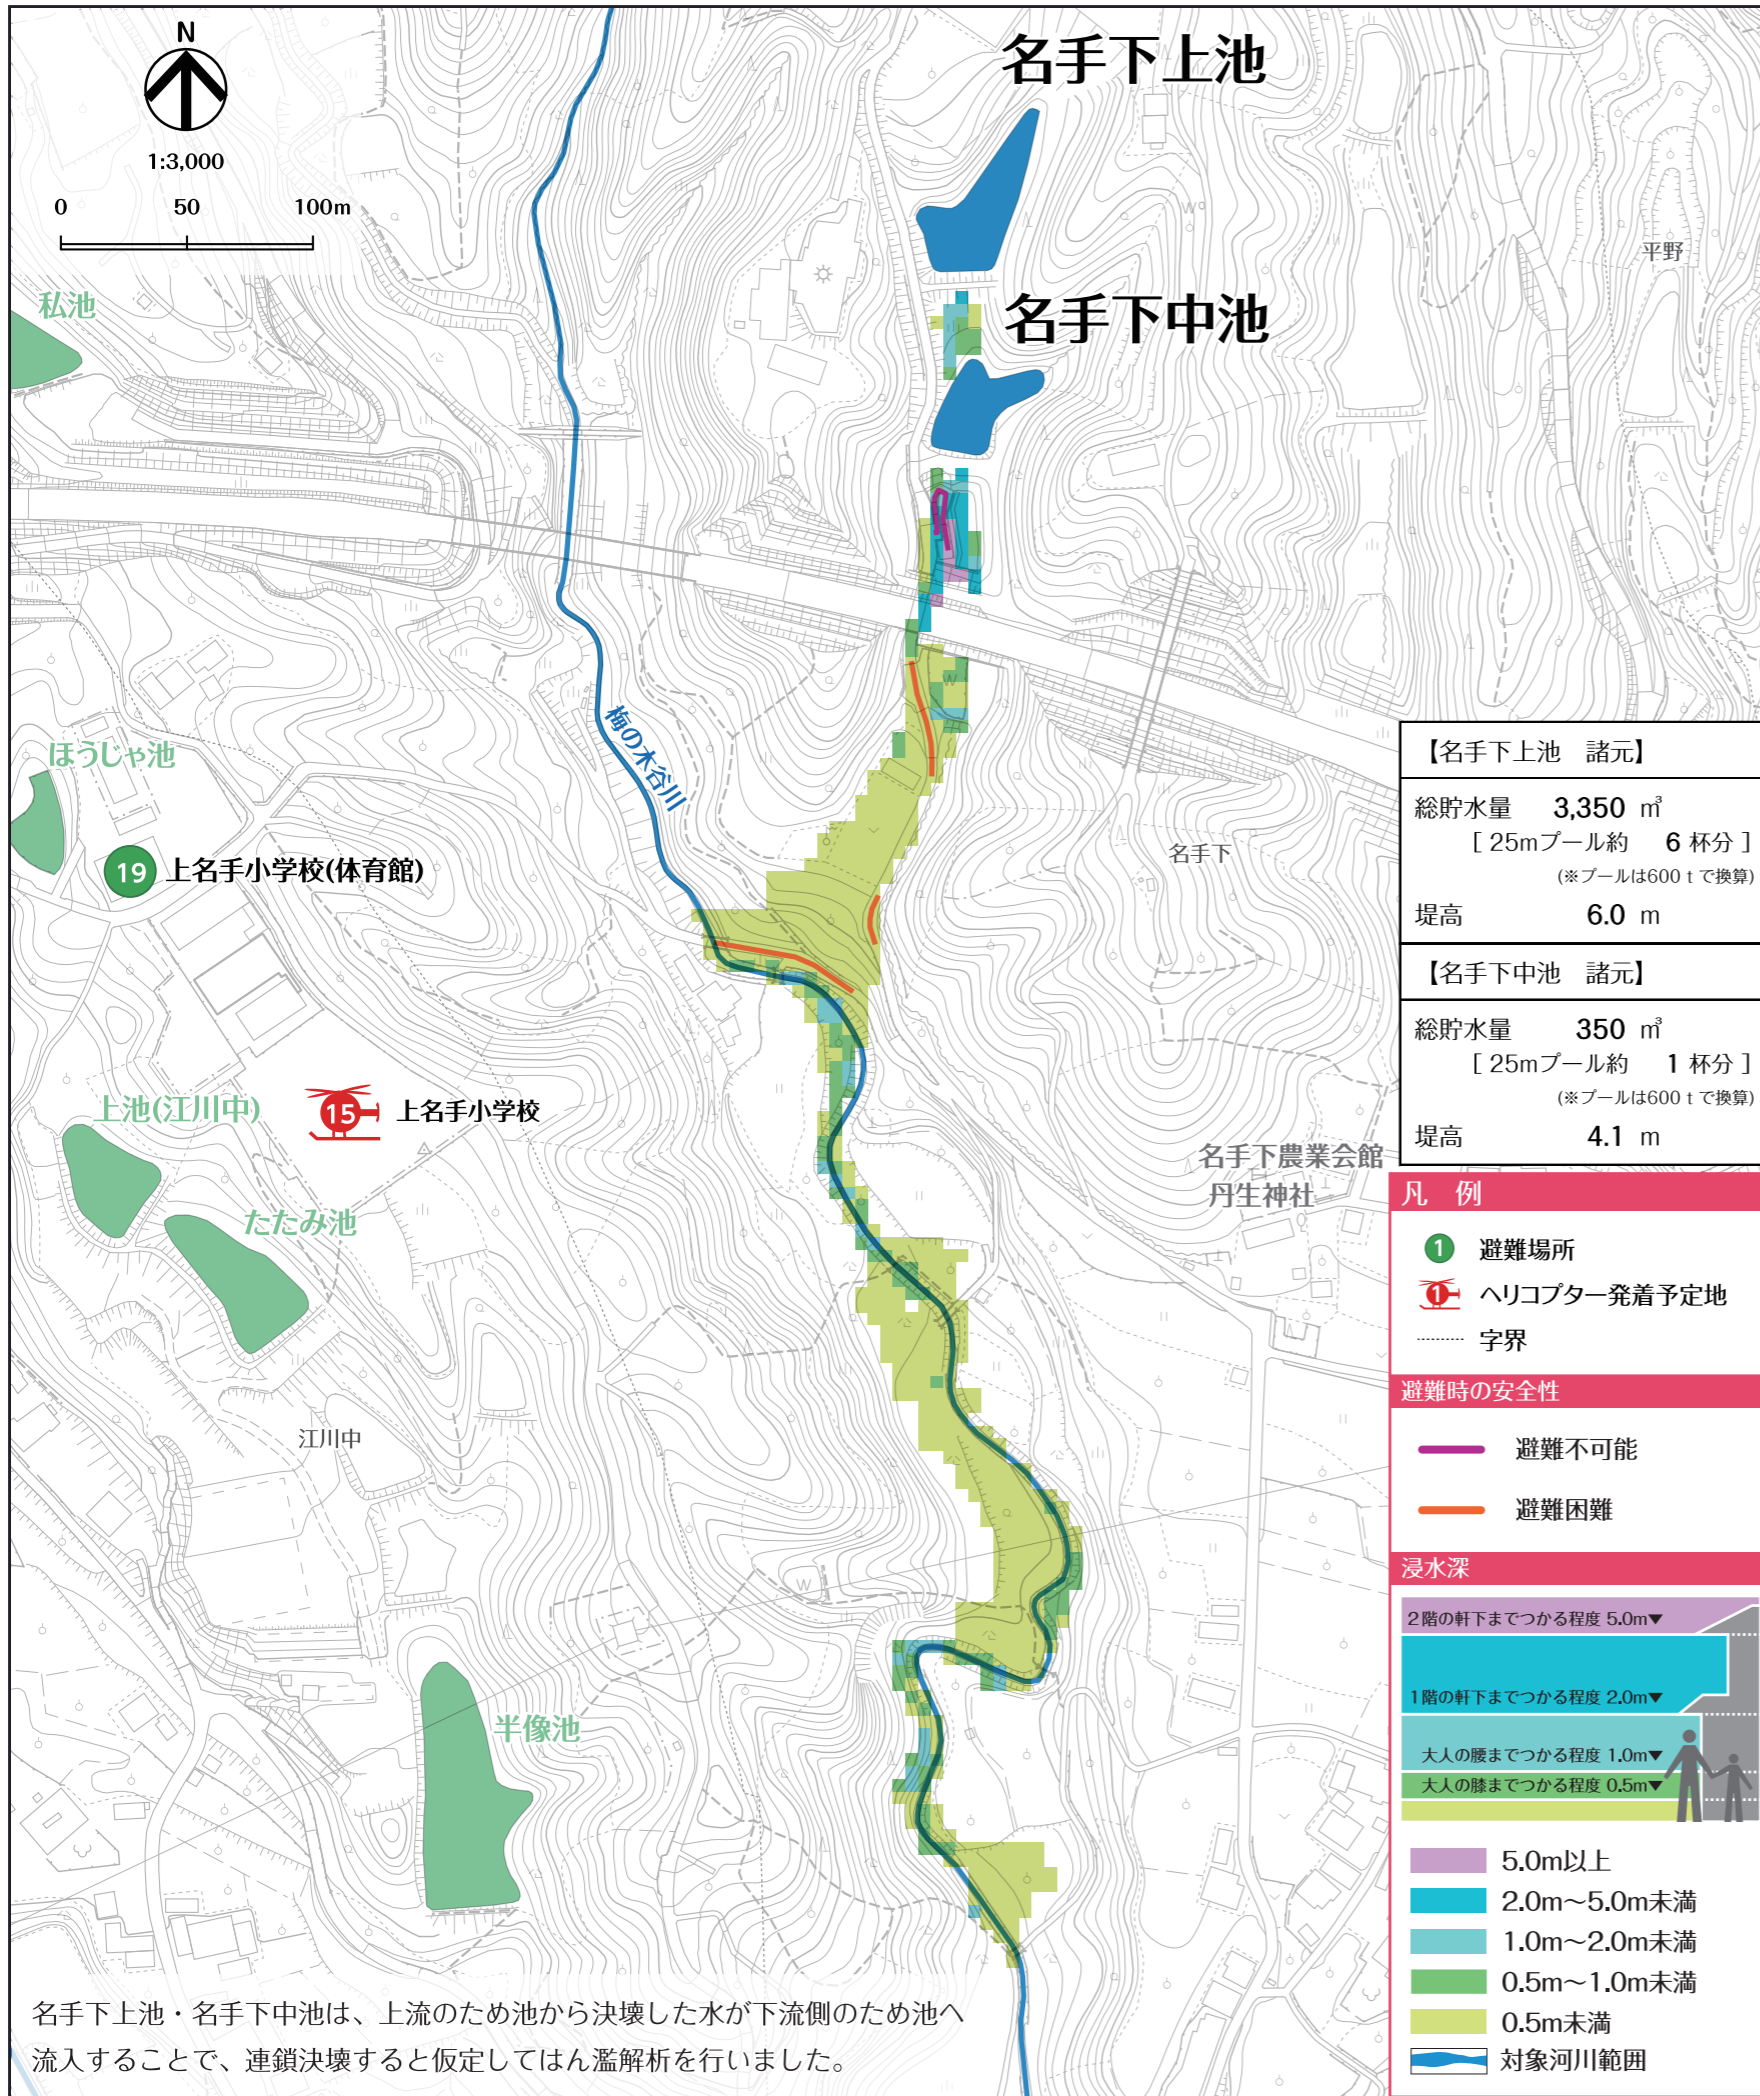 名手下上池
N
1:3,000
0 50 100m
私池
平野
名手下中池
梅の木谷川
ほうじゃ池
19 上名手小学校(体育館)
名手下
上池(江川中)
15 上名手小学校
たたみ池
名手下農業会館
丹生神社
江川中
半像池
W
W
W
【名手下上池 諸元】
総貯水量 3,350 ㎥
[ 25mプール約 6 杯分 ]
(※プールは600ｔで換算)
堤高 6.0 m
【名手下中池 諸元】
総貯水量 350 ㎥
[ 25mプール約 1 杯分 ]
(※プールは600ｔで換算)
堤高 4.1 m
凡 例
1 避難場所
1 ヘリコプター発着予定地
字界
避難時の安全性
避難不可能
避難困難
浸水深
２階の軒下までつかる程度 5.0m▼
１階の軒下までつかる程度 2.0m▼
大人の腰までつかる程度 1.0m▼
大人の膝までつかる程度 0.5m▼
5.0m以上
2.0m～5.0m未満
1.0m～2.0m未満
0.5m～1.0m未満
0.5m未満
対象河川範囲
名手下上池・名手下中池は、上流のため池から決壊した水が下流側のため池へ
流入することで、連鎖決壊すると仮定してはん濫解析を行いました。